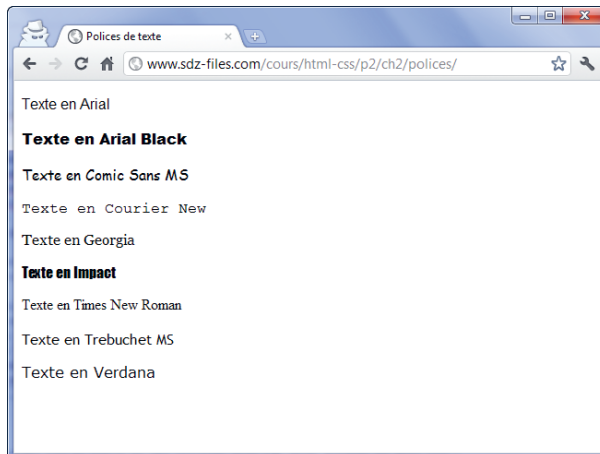 Polices de texte
www.sdz-files.com/cours/html-css/p2/ch2/polices/
Texte en Arial
Texte en Arial Black
Texte en Comic Sans MS
Texte en Courier New
Texte en Georgia
Texte en Impact
Texte en Times New Roman
Texte en Trebuchet MS
Texte en Verdana